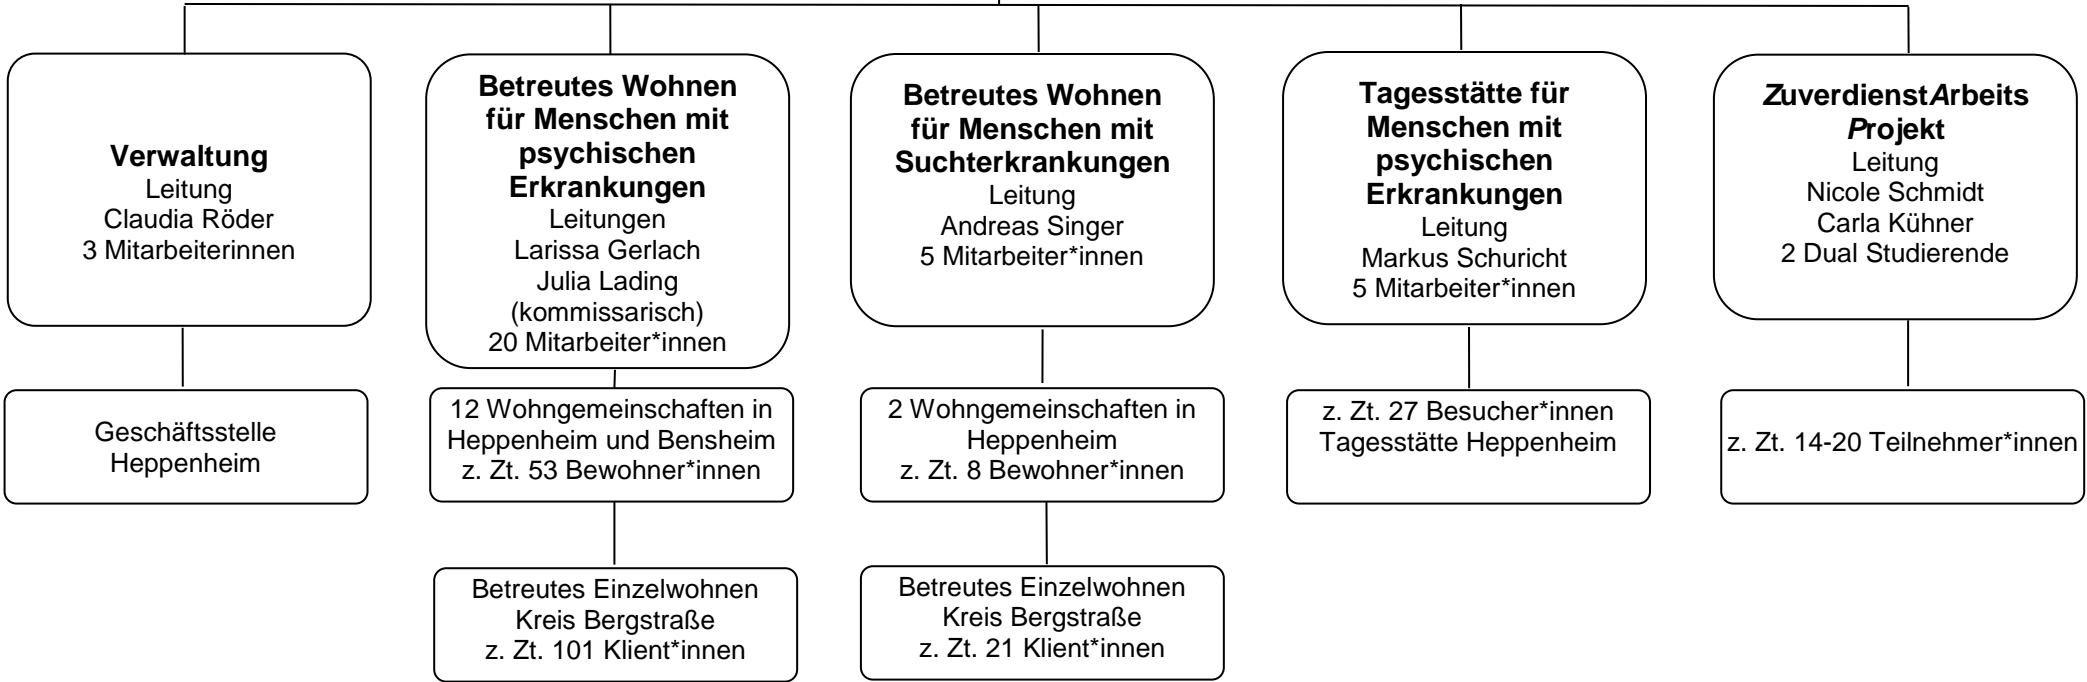 Verwaltung
Leitung
Claudia Röder
3 Mitarbeiterinnen
Geschäftsstelle
Heppenheim
Betreutes Wohnen
für Menschen mit
psychischen
Erkrankungen
Leitungen
Larissa Gerlach
Julia Lading
(kommissarisch)
20 Mitarbeiter*innen
12 Wohngemeinschaften in
Heppenheim und Bensheim
z. Zt. 53 Bewohner*innen
Betreutes Einzelwohnen
Kreis Bergstraße
z. Zt. 101 Klient*innen
Betreutes Wohnen
für Menschen mit
Suchterkrankungen
Leitung
Andreas Singer
5 Mitarbeiter*innen
2 Wohngemeinschaften in
Heppenheim
z. Zt. 8 Bewohner*innen
Betreutes Einzelwohnen
Kreis Bergstraße
z. Zt. 21 Klient*innen
Tagesstätte für
Menschen mit
psychischen
Erkrankungen
Leitung
Markus Schuricht
5 Mitarbeiter*innen
z. Zt. 27 Besucher*innen
Tagesstätte Heppenheim
ZuverdienstArbeits
Projekt
Leitung
Nicole Schmidt
Carla Kühner
2 Dual Studierende
z. Zt. 14-20 Teilnehmer*innen